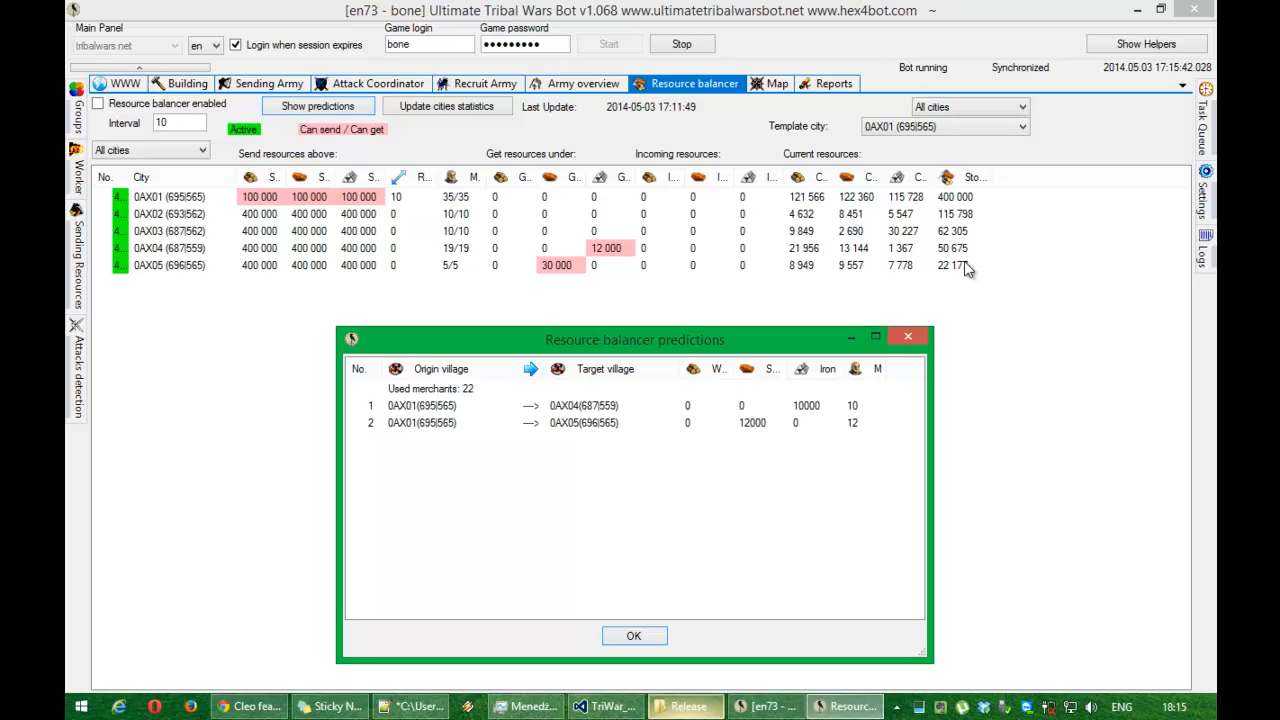 [en73 - bone] Ultimate Tribal Wars Bot v1.068 www.ultimatetribalwarsbot.net www.hex4bot.com ~
Main Panel Game login Game password
tribalwars.net en Login when session expires bone ●●●●●●●●● Start Stop Show Helpers
Bot running Synchronized 2014.05.03 17:15:42.028
WWW Building Sending Army Attack Coordinator Recruit Army Army overview Resource balancer Map Reports
Resource balancer enabled Show predictions Update cities statistics Last Update: 2014-05-03 17:11:49 All cities
Interval 10 Active Can send / Can get Template city: 0AX01 (695|565)
All cities Send resources above: Get resources under: Incoming resources: Current resources:
No. City S.. S.. S.. R... M. G.. G.. G.. I... I... I... C.. C.. C.. Sto...
4... 0AX01 (695|565) 100 000 100 000 100 000 10 35/35 0 0 0 0 0 0 121 566 122 360 115 728 400 000
4... 0AX02 (693|562) 400 000 400 000 400 000 0 10/10 0 0 0 0 0 0 4 632 8 451 5 547 115 798
4... 0AX03 (687|562) 400 000 400 000 400 000 0 10/10 0 0 0 0 0 0 9 849 2 690 30 227 62 305
4... 0AX04 (687|559) 400 000 400 000 400 000 0 19/19 0 0 12 000 0 0 0 21 956 13 144 1 367 50 675
4... 0AX05 (696|565) 400 000 400 000 400 000 0 5/5 0 30 000 0 0 0 0 8 949 9 557 7 778
Groups
Worker
Sending Resources
Attacks detection
Task Queue
Settings
Logs
Resource balancer predictions
No. Origin village Target village W.. S... Iron M
Used merchants: 22
1 0AX01(695|565) ---> 0AX04(687|559) 0 0 10000 10
2 0AX01(695|565) ---> 0AX05(696|565) 0 12000 0 12
OK
Cleo fea... Sticky N... *C:\User... Menedż... TriWar_... Release [en73 - ... Resourc... ENG 18:15